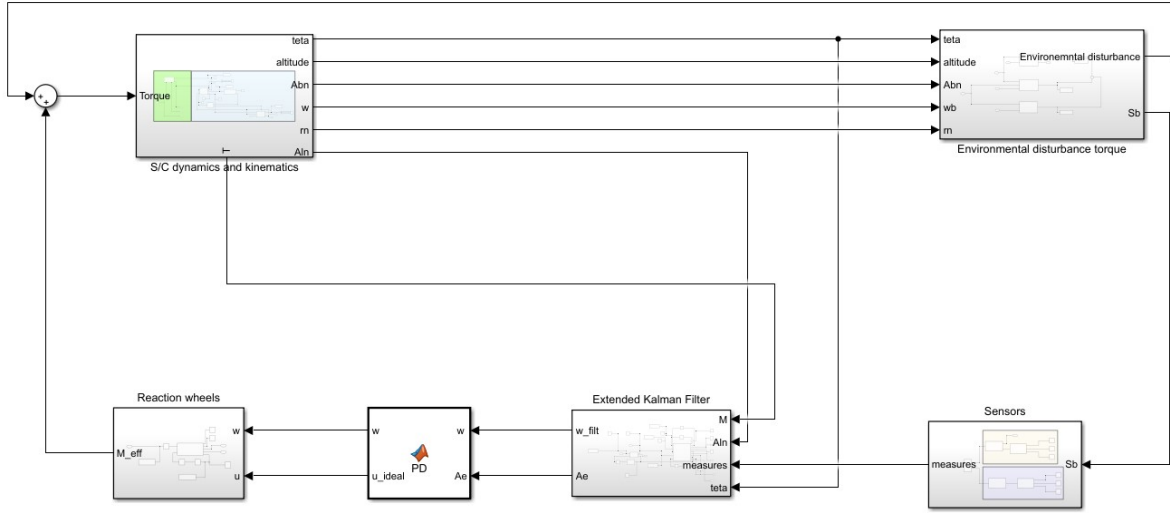 teta
altitude
Abn
w
rn
Aln
Torque
S/C dynamics and kinematics
teta
altitude
Abn
wb
rn
Environemntal disturbance
Sb
Environmental disturbance torque
Reaction wheels
M_eff
w
u
w
u_ideal
PD
w
Ae
Extended Kalman Filter
w_filt
Ae
M
Aln
measures
teta
Sensors
measures
Sb